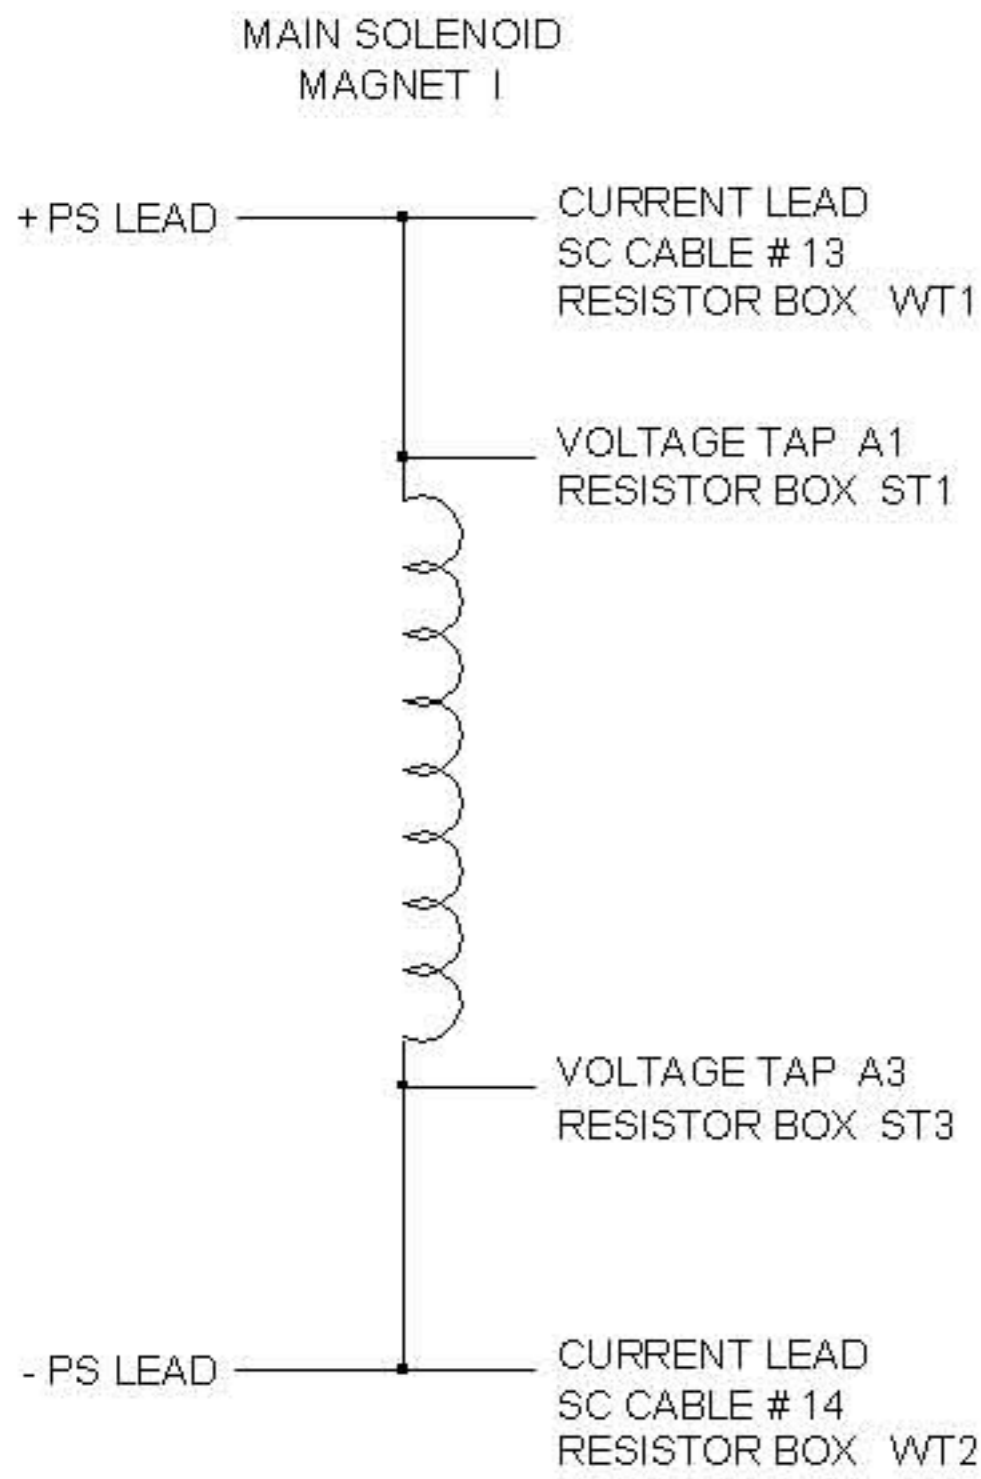 MAIN SOLENOID
MAGNET I
+ PS LEAD
CURRENT LEAD
SC CABLE # 13
RESISTOR BOX WT1
VOLTAGE TAP A1
RESISTOR BOX ST1
VOLTAGE TAP A3
RESISTOR BOX ST3
- PS LEAD
CURRENT LEAD
SC CABLE # 14
RESISTOR BOX WT2